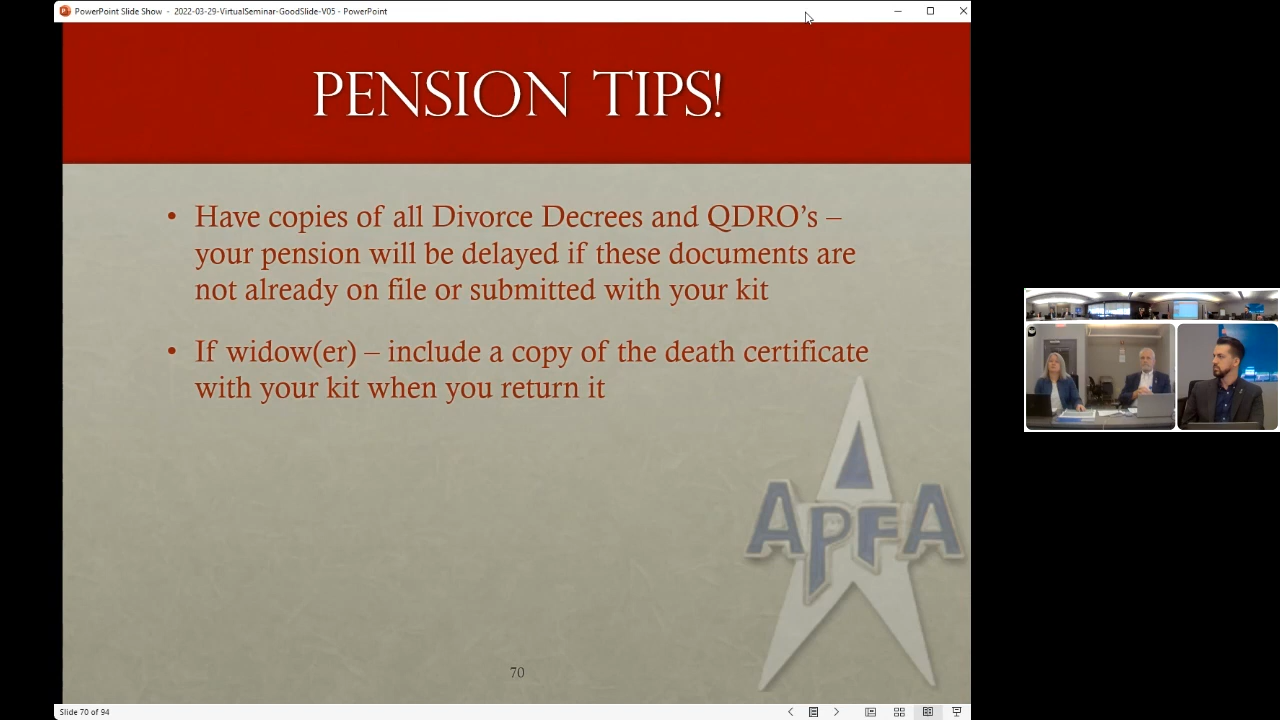 PowerPoint Slide Show - 2022-03-29-VirtualSeminar-GoodSlide-V05 - PowerPoint
PENSION TIPS!
• Have copies of all Divorce Decrees and QDRO’s –
your pension will be delayed if these documents are
not already on file or submitted with your kit
• If widow(er) – include a copy of the death certificate
with your kit when you return it
APFA
70
Slide 70 of 94